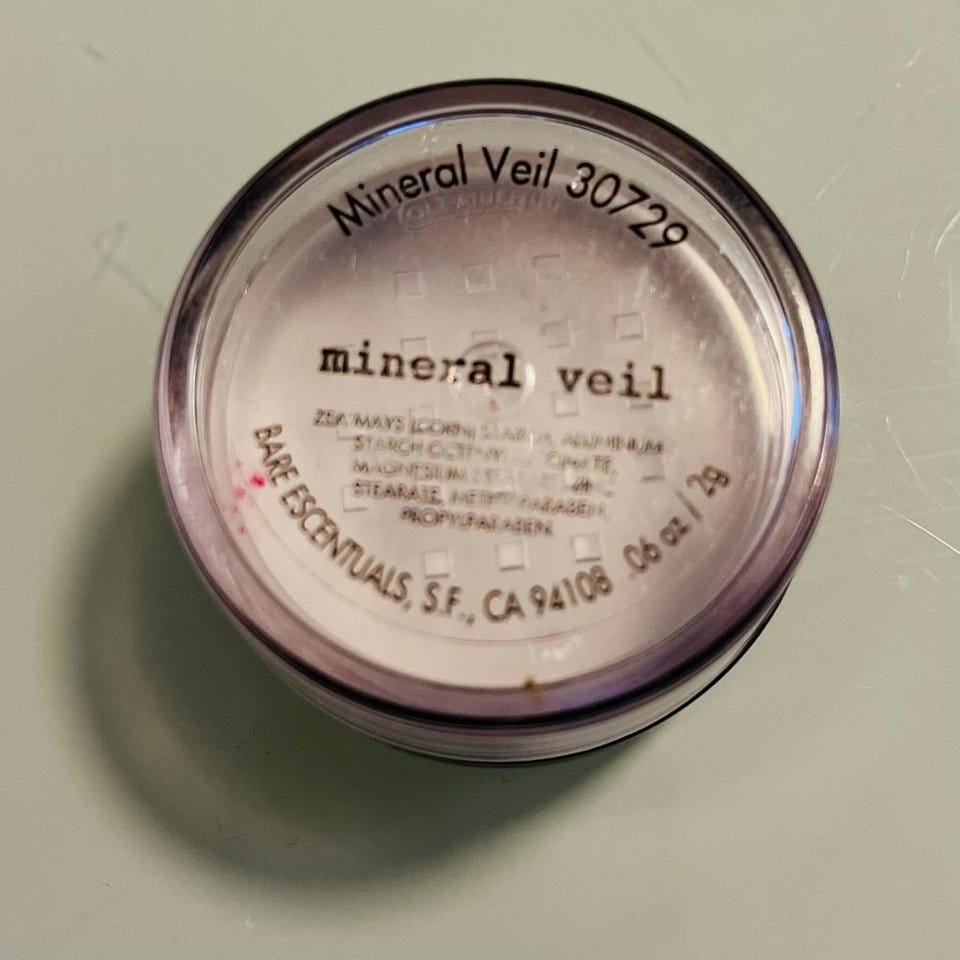 Mineral Veil 30729
mineral veil
ZEA MAYS (CORN) STARCH, ALUMINUM
STARCH
MAGNESIUM
STEARATE, METHYLPARABEN,
PROPYLPARABEN.
BARE ESCENTUALS, S.F., CA 94108 .06 oz / 2g